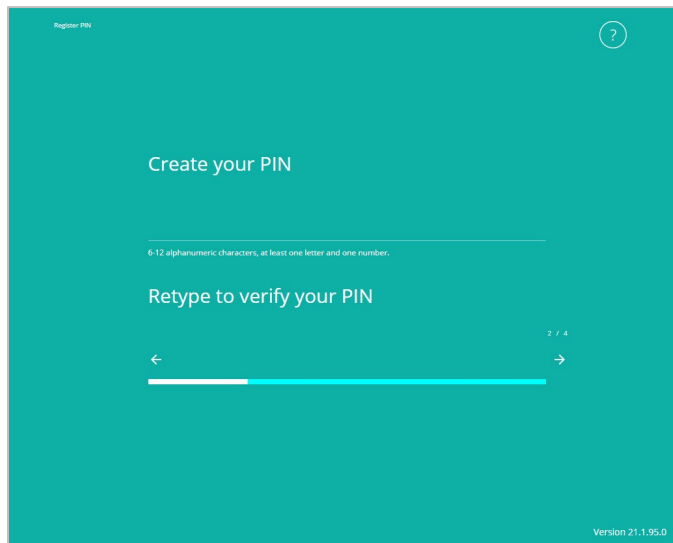 Register PIN
?
Create your PIN
6-12 alphanumeric characters, at least one letter and one number.
Retype to verify your PIN
2 / 4
← →
Version 21.1.95.0